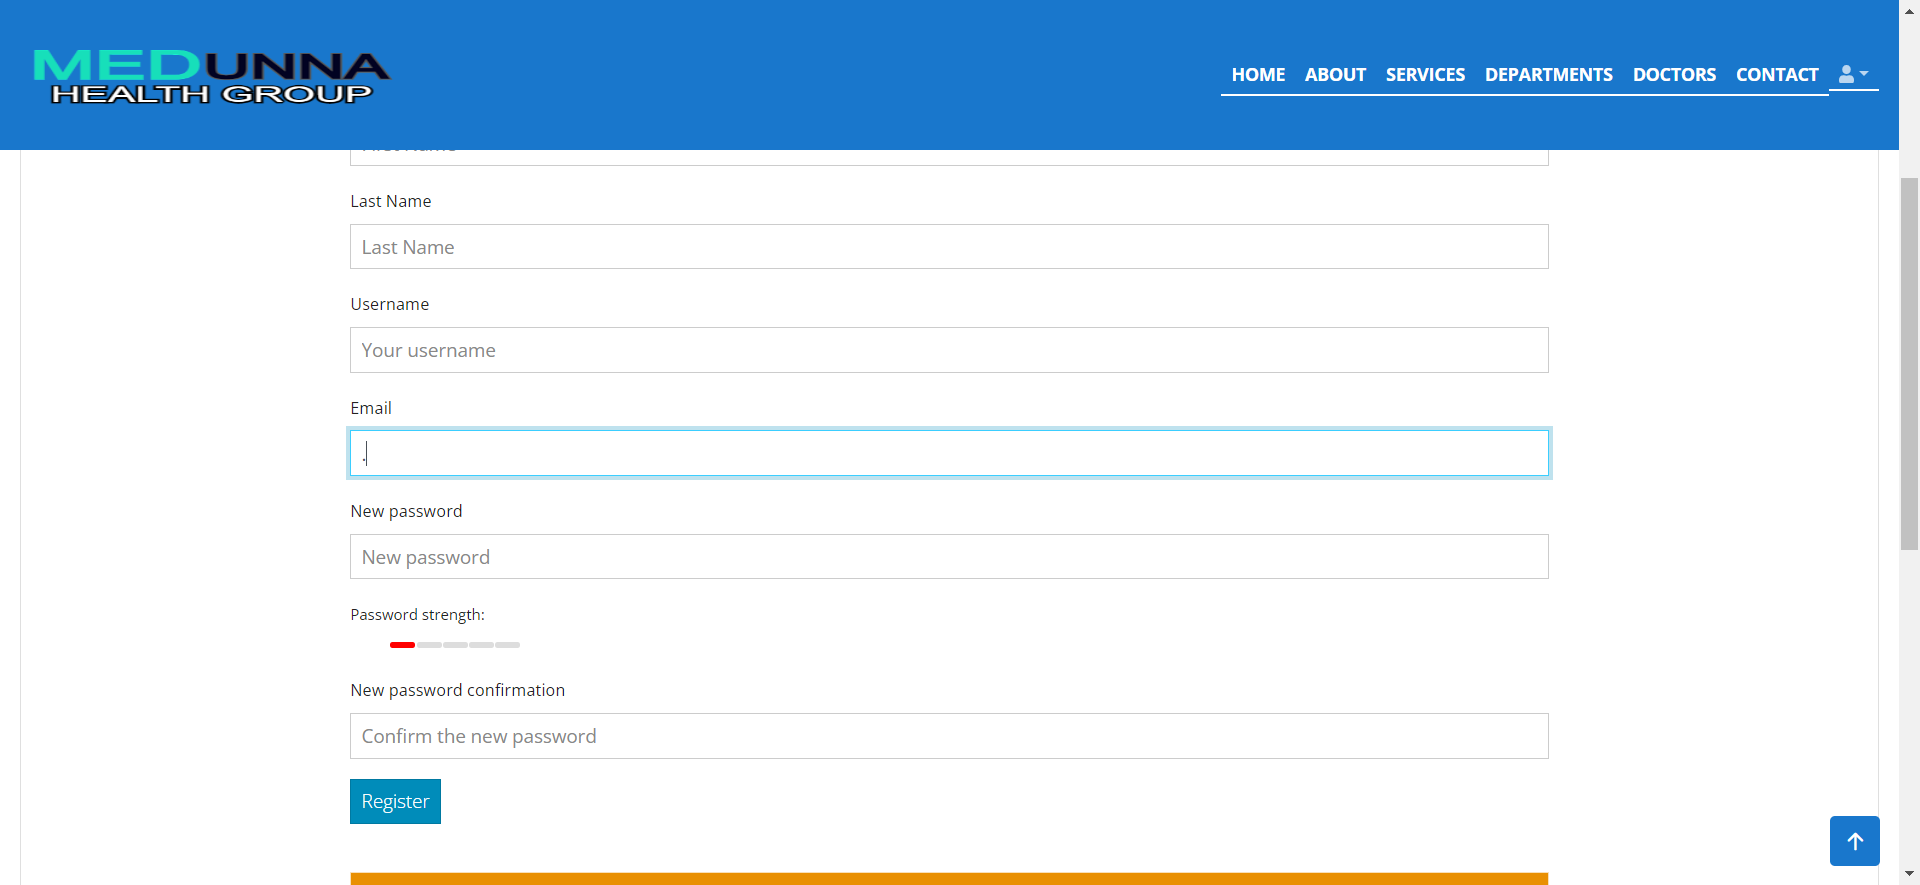 MEDUNNA
HEALTH GROUP
HOME ABOUT SERVICES DEPARTMENTS DOCTORS CONTACT
Last Name
Last Name
Username
Your username
Email
.
New password
New password
Password strength:
New password confirmation
Confirm the new password
Register